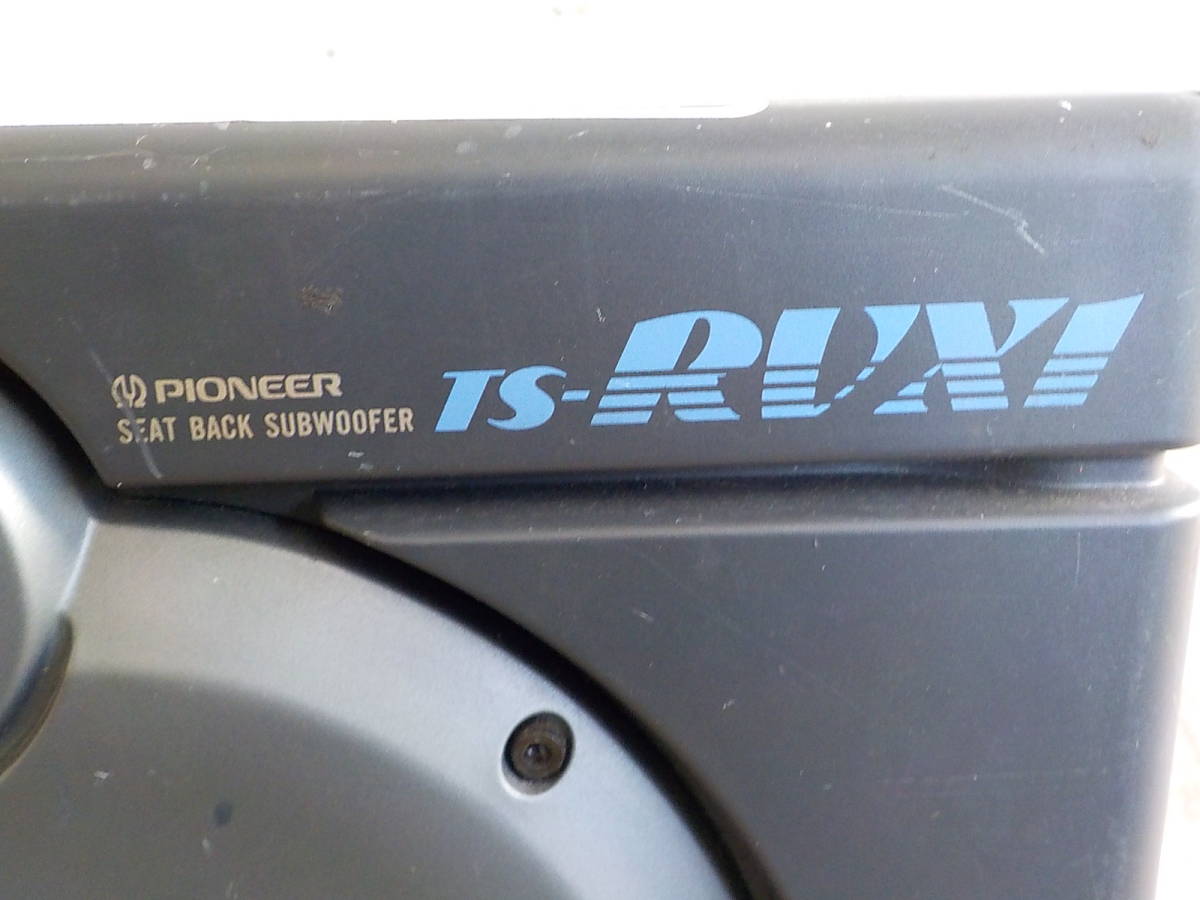 PIONEER
SEAT BACK SUBWOOFER
TS-RVX1